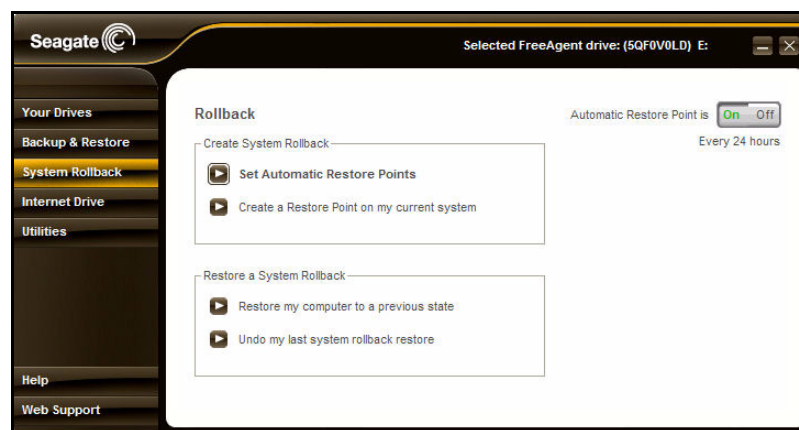 Seagate
Selected FreeAgent drive: (5QF0V0LD) E:
Your Drives
Backup & Restore
System Rollback
Internet Drive
Utilities
Help
Web Support
Rollback
Automatic Restore Point is On Off
Every 24 hours
Create System Rollback
Set Automatic Restore Points
Create a Restore Point on my current system
Restore a System Rollback
Restore my computer to a previous state
Undo my last system rollback restore